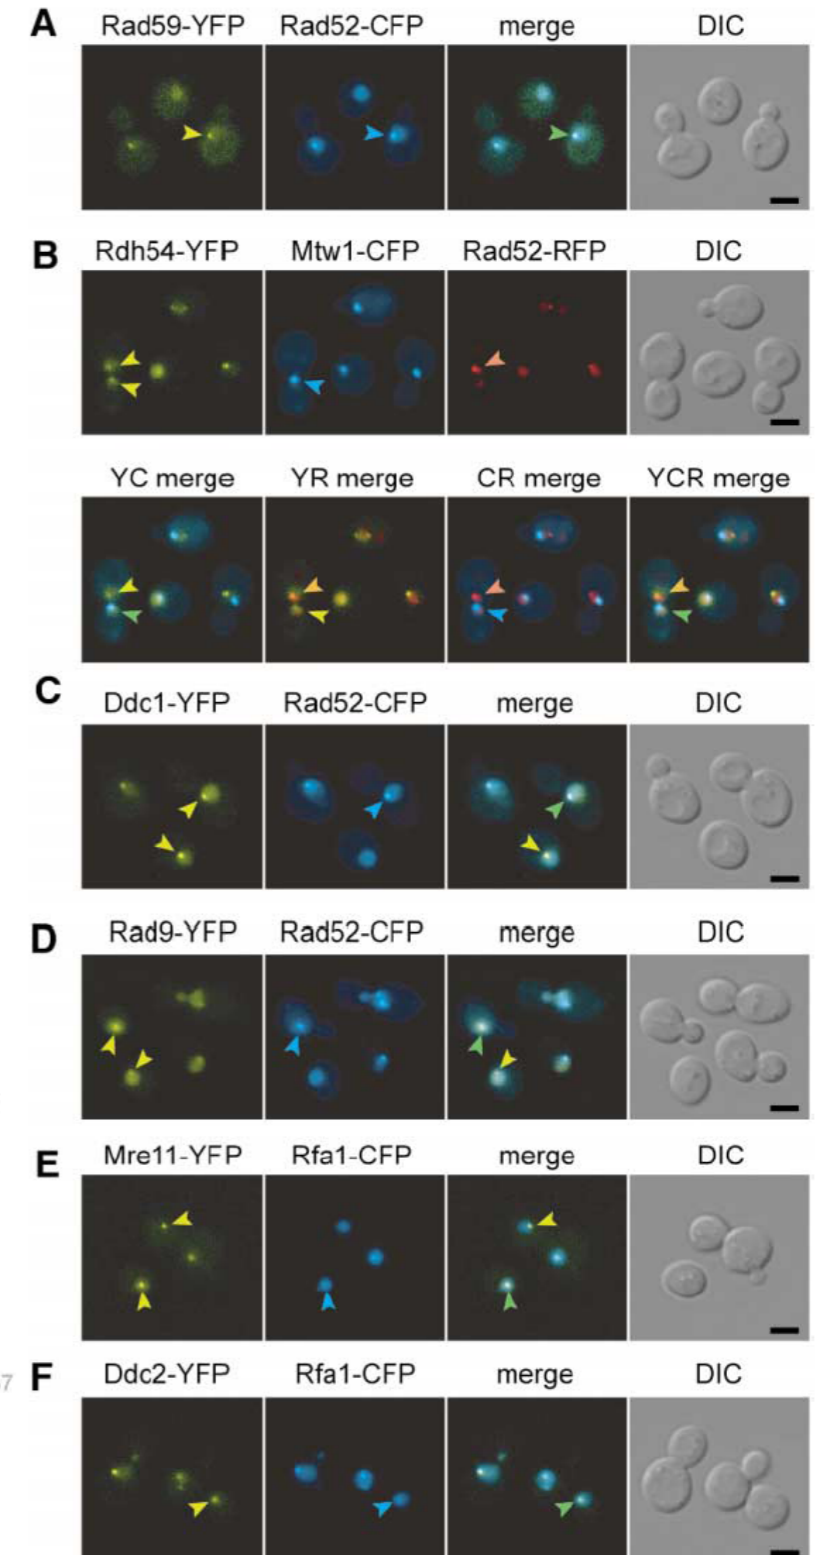 A Rad59-YFP Rad52-CFP merge DIC
B Rdh54-YFP Mtw1-CFP Rad52-RFP DIC
YC merge YR merge CR merge YCR merge
C Ddc1-YFP Rad52-CFP merge DIC
D Rad9-YFP Rad52-CFP merge DIC
E Mre11-YFP Rfa1-CFP merge DIC
7 F Ddc2-YFP Rfa1-CFP merge DIC